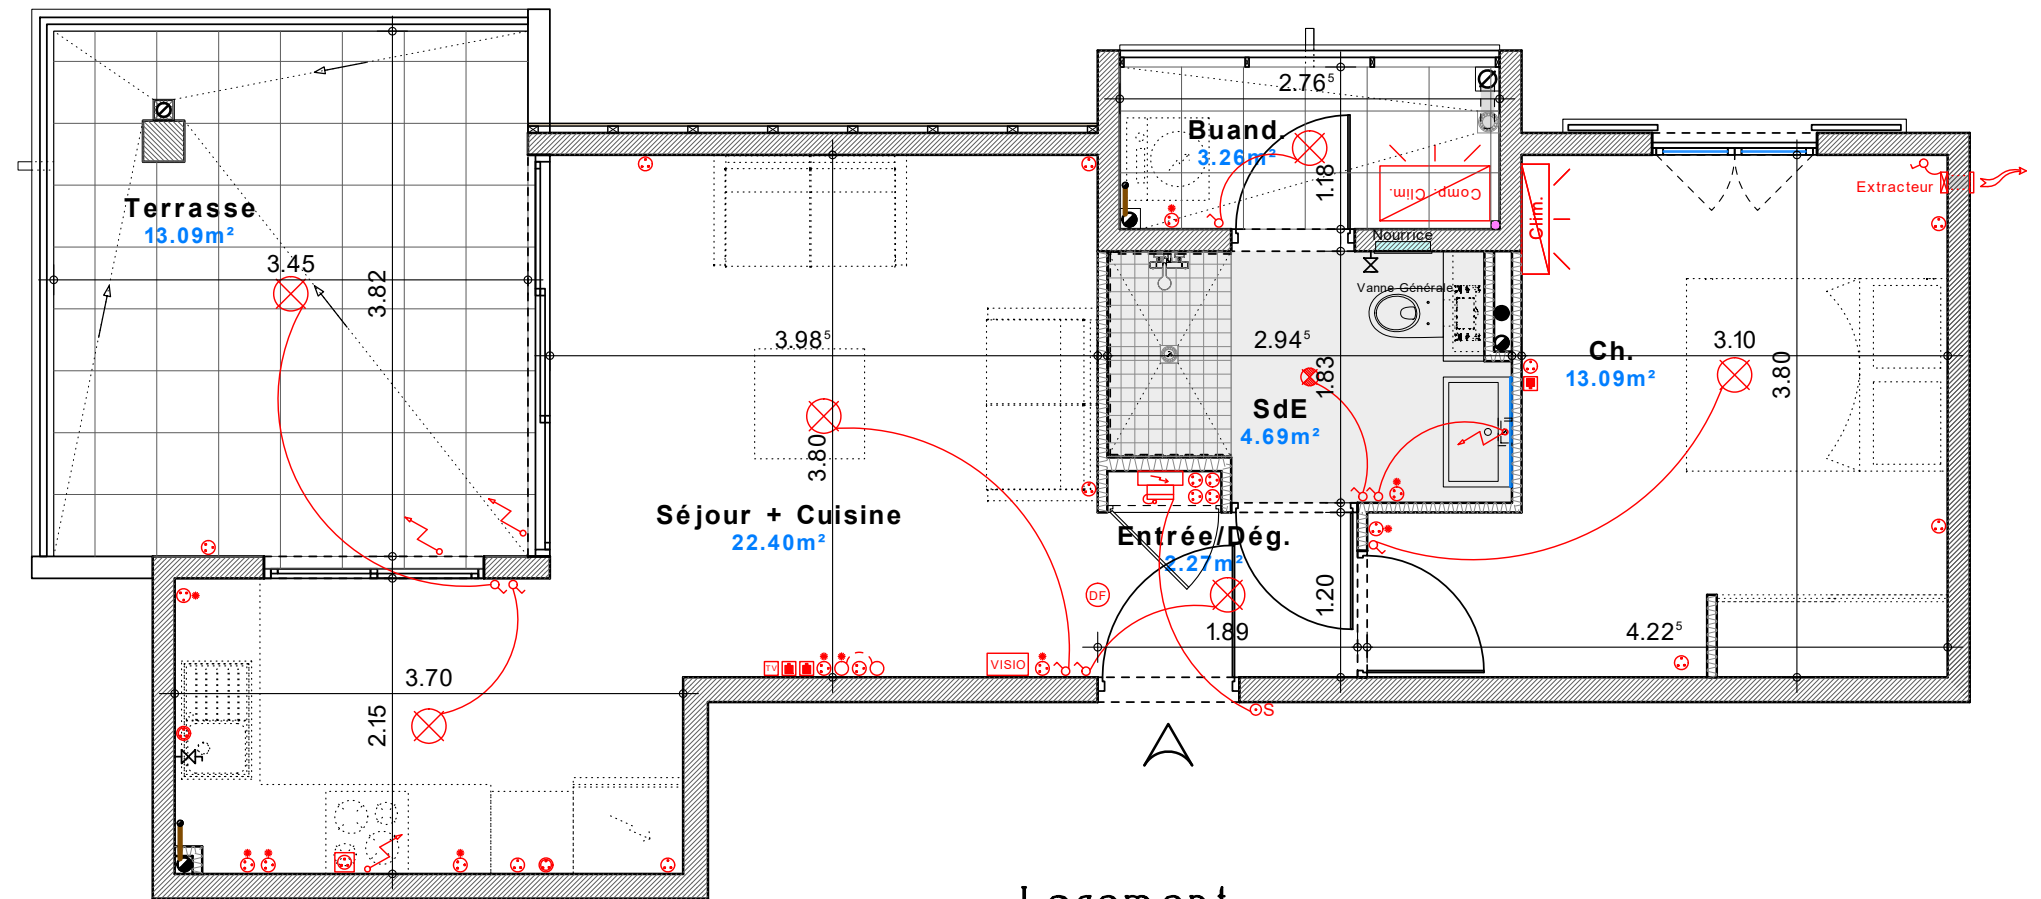 2.76⁵
Buand.
3.26m²
1.18
Comp. Clim.
Clim.
Extracteur
Terrasse
13.09m²
3.45
3.82
Nourrice
Vanne Générale
3.98⁵
3.80
2.94⁵
1.83
SdE
4.69m²
Ch.
13.09m²
3.10
3.80
Séjour + Cuisine
22.40m²
Entrée/Dég.
2.27m²
DF
1.20
1.89
4.22⁵
TV
VISIO
S
3.70
2.15